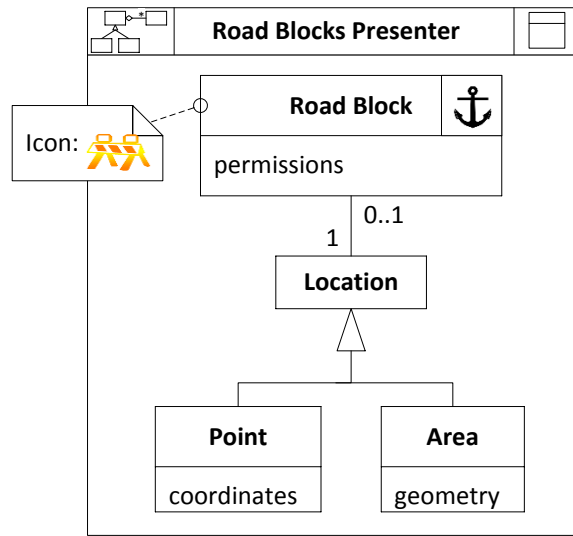 *
Road Blocks Presenter
Road Block
Icon:
permissions
0..1
1
Location
Point
Area
coordinates
geometry